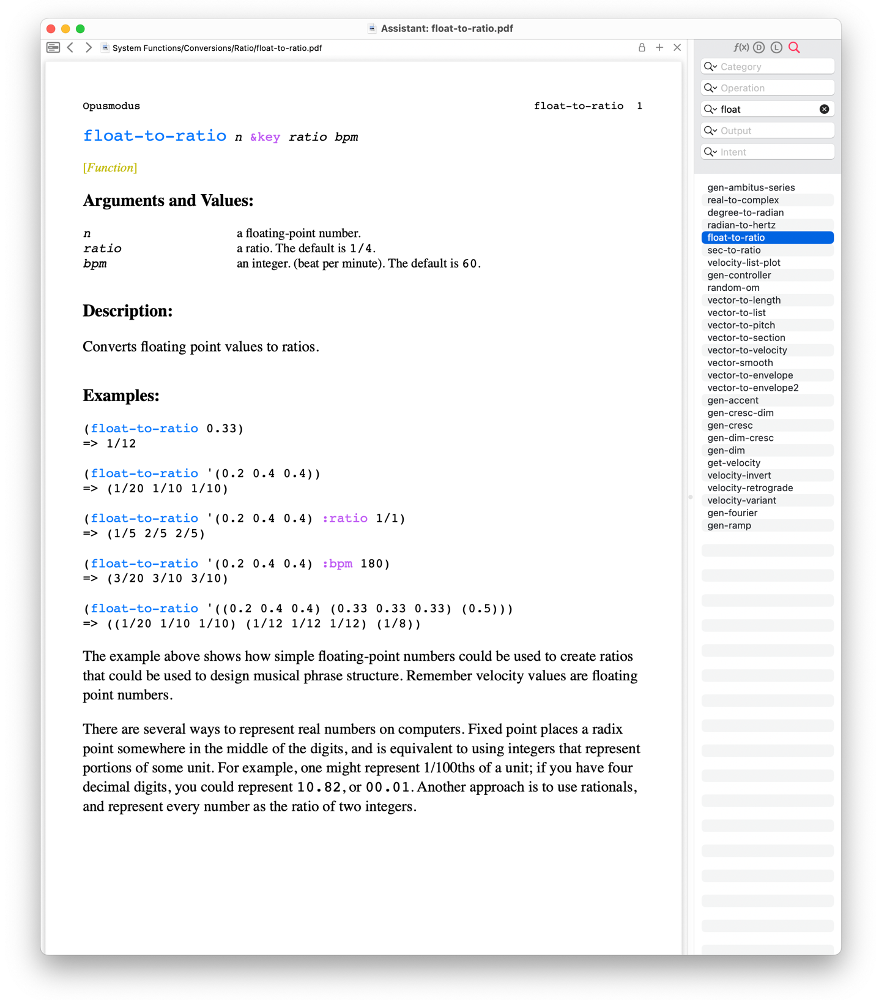 Assistant: float-to-ratio.pdf
System Functions/Conversions/Ratio/float-to-ratio.pdf
Opusmodus float-to-ratio 1
float-to-ratio n &key ratio bpm
[Function]
Arguments and Values:
n a floating-point number.
ratio a ratio. The default is 1/4.
bpm an integer. (beat per minute). The default is 60.
Description:
Converts floating point values to ratios.
Examples:
(float-to-ratio 0.33)
=> 1/12
(float-to-ratio '(0.2 0.4 0.4))
=> (1/20 1/10 1/10)
(float-to-ratio '(0.2 0.4 0.4) :ratio 1/1)
=> (1/5 2/5 2/5)
(float-to-ratio '(0.2 0.4 0.4) :bpm 180)
=> (3/20 3/10 3/10)
(float-to-ratio '((0.2 0.4 0.4) (0.33 0.33 0.33) (0.5)))
=> ((1/20 1/10 1/10) (1/12 1/12 1/12) (1/8))
The example above shows how simple floating-point numbers could be used to create ratios
that could be used to design musical phrase structure. Remember velocity values are floating
point numbers.
There are several ways to represent real numbers on computers. Fixed point places a radix
point somewhere in the middle of the digits, and is equivalent to using integers that represent
portions of some unit. For example, one might represent 1/100ths of a unit; if you have four
decimal digits, you could represent 10.82, or 00.01. Another approach is to use rationals,
and represent every number as the ratio of two integers.
f(x) D L
Category
Operation
float
Output
Intent
gen-ambitus-series
real-to-complex
degree-to-radian
radian-to-hertz
float-to-ratio
sec-to-ratio
velocity-list-plot
gen-controller
random-om
vector-to-length
vector-to-list
vector-to-pitch
vector-to-section
vector-to-velocity
vector-smooth
vector-to-envelope
vector-to-envelope2
gen-accent
gen-cresc-dim
gen-cresc
gen-dim-cresc
gen-dim
get-velocity
velocity-invert
velocity-retrograde
velocity-variant
gen-fourier
gen-ramp